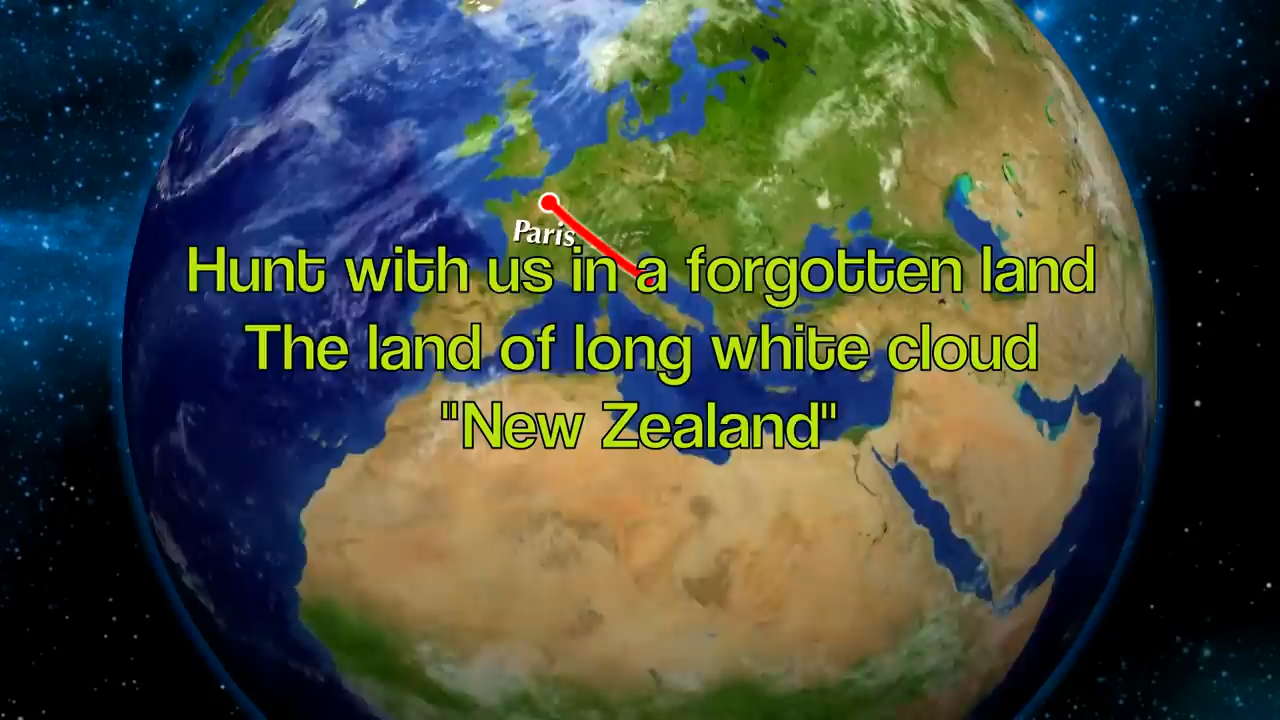 Paris
Hunt with us in a forgotten land
The land of long white cloud
"New Zealand"